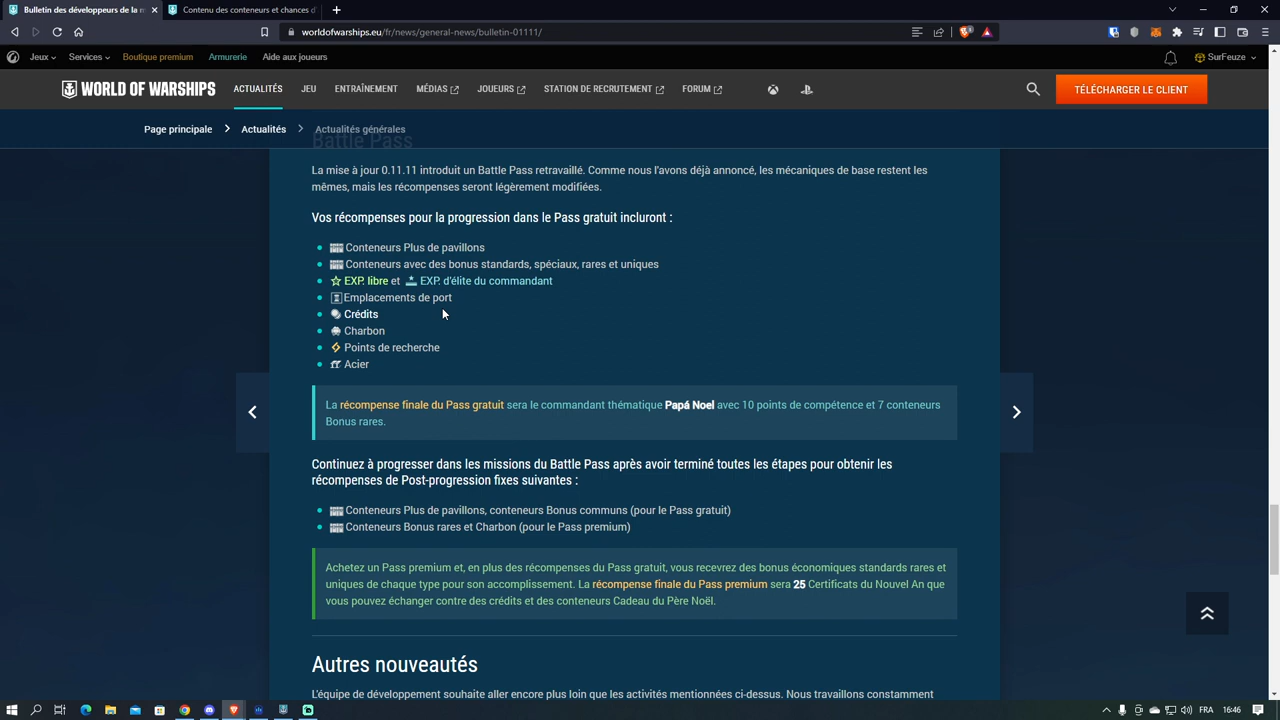 Bulletin des développeurs de la m
Contenu des conteneurs et chances d'
worldofwarships.eu/fr/news/general-news/bulletin-01111/
Jeux
Services
Boutique premium
Armurerie
Aide aux joueurs
SurFeuze
WORLD OF WARSHIPS
ACTUALITÉS
JEU
ENTRAÎNEMENT
MÉDIAS
JOUEURS
STATION DE RECRUTEMENT
FORUM
TÉLÉCHARGER LE CLIENT
Page principale
Actualités
Actualités générales
Battle Pass
La mise à jour 0.11.11 introduit un Battle Pass retravaillé. Comme nous l'avons déjà annoncé, les mécaniques de base restent les
mêmes, mais les récompenses seront légèrement modifiées.
Vos récompenses pour la progression dans le Pass gratuit incluront :
Conteneurs Plus de pavillons
Conteneurs avec des bonus standards, spéciaux, rares et uniques
EXP. libre et EXP. d'élite du commandant
Emplacements de port
Crédits
Charbon
Points de recherche
Acier
La récompense finale du Pass gratuit sera le commandant thématique Papá Noel avec 10 points de compétence et 7 conteneurs
Bonus rares.
Continuez à progresser dans les missions du Battle Pass après avoir terminé toutes les étapes pour obtenir les
récompenses de Post-progression fixes suivantes :
Conteneurs Plus de pavillons, conteneurs Bonus communs (pour le Pass gratuit)
Conteneurs Bonus rares et Charbon (pour le Pass premium)
Achetez un Pass premium et, en plus des récompenses du Pass gratuit, vous recevrez des bonus économiques standards rares et
uniques de chaque type pour son accomplissement. La récompense finale du Pass premium sera 25 Certificats du Nouvel An que
vous pouvez échanger contre des crédits et des conteneurs Cadeau du Père Noël.
Autres nouveautés
L'équipe de développement souhaite aller encore plus loin que les activités mentionnées ci-dessus. Nous travaillons constamment
FRA
16:46